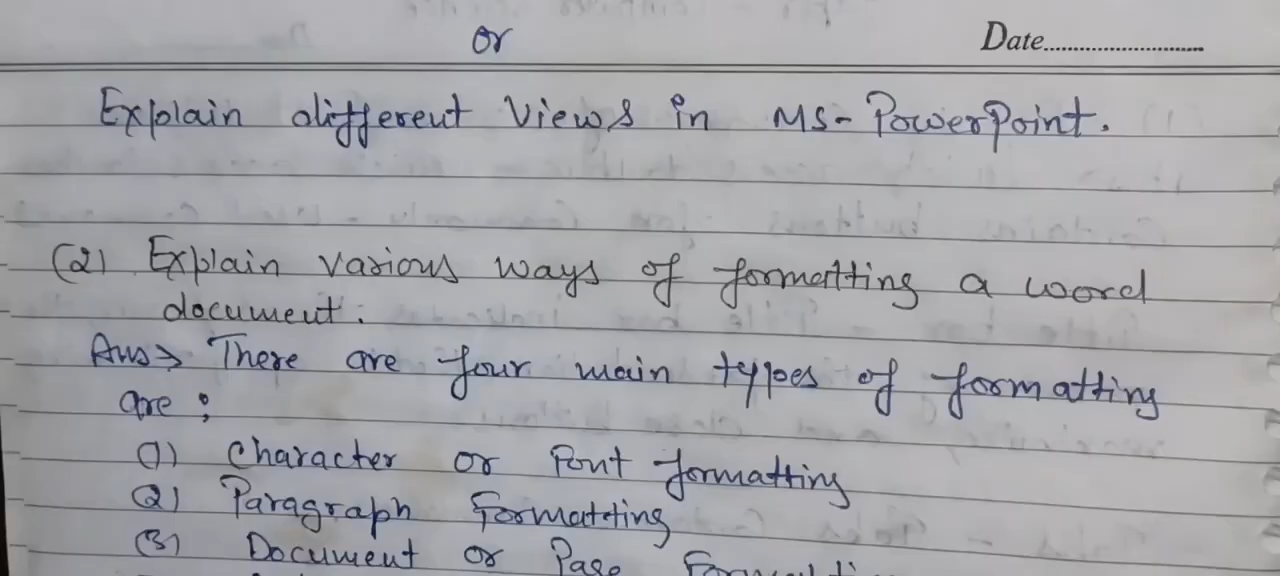 or
Date............................
Explain different Views in MS-PowerPoint.
(2) Explain various ways of formatting a word
document.
Ans> There are four main types of formatting
are :
(1) Character or Font formatting
(2) Paragraph Formatting
(3) Document or Page Formatting